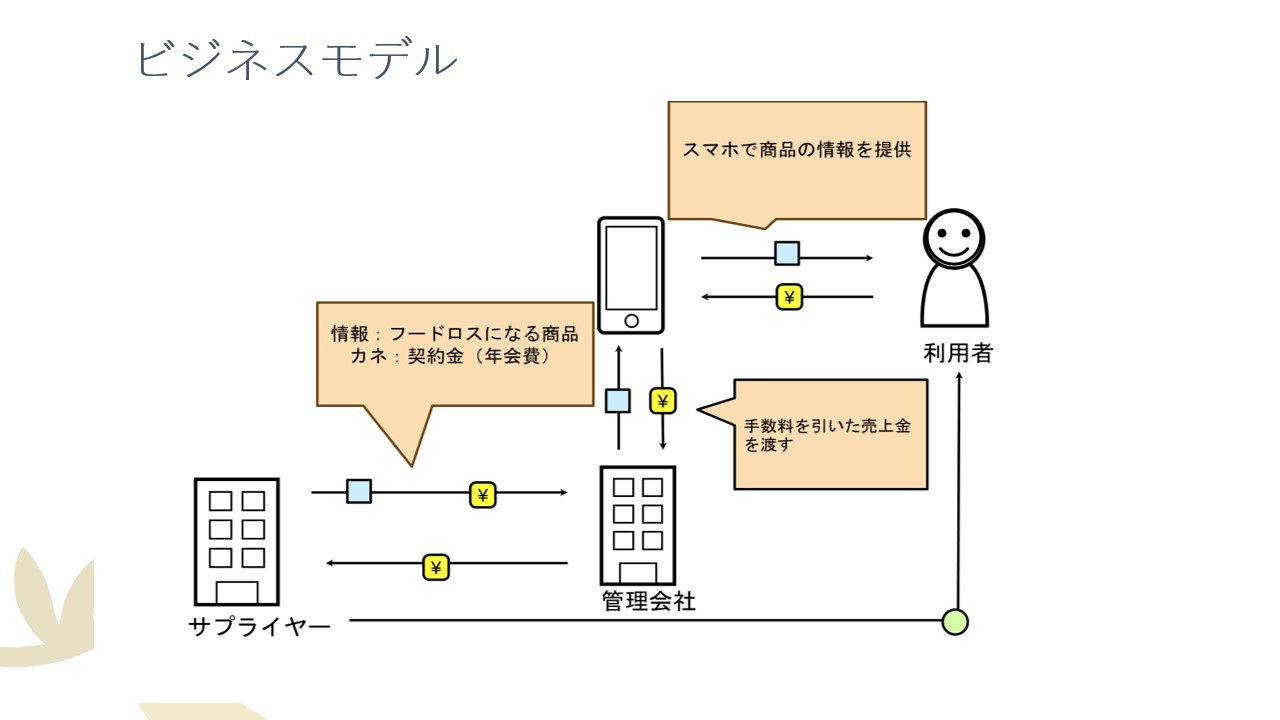 ビジネスモデル
スマホで商品の情報を提供
¥
利用者
情報：フードロスになる商品
カネ：契約金（年会費）
¥
手数料を引いた売上金
を渡す
¥
¥
管理会社
サプライヤー